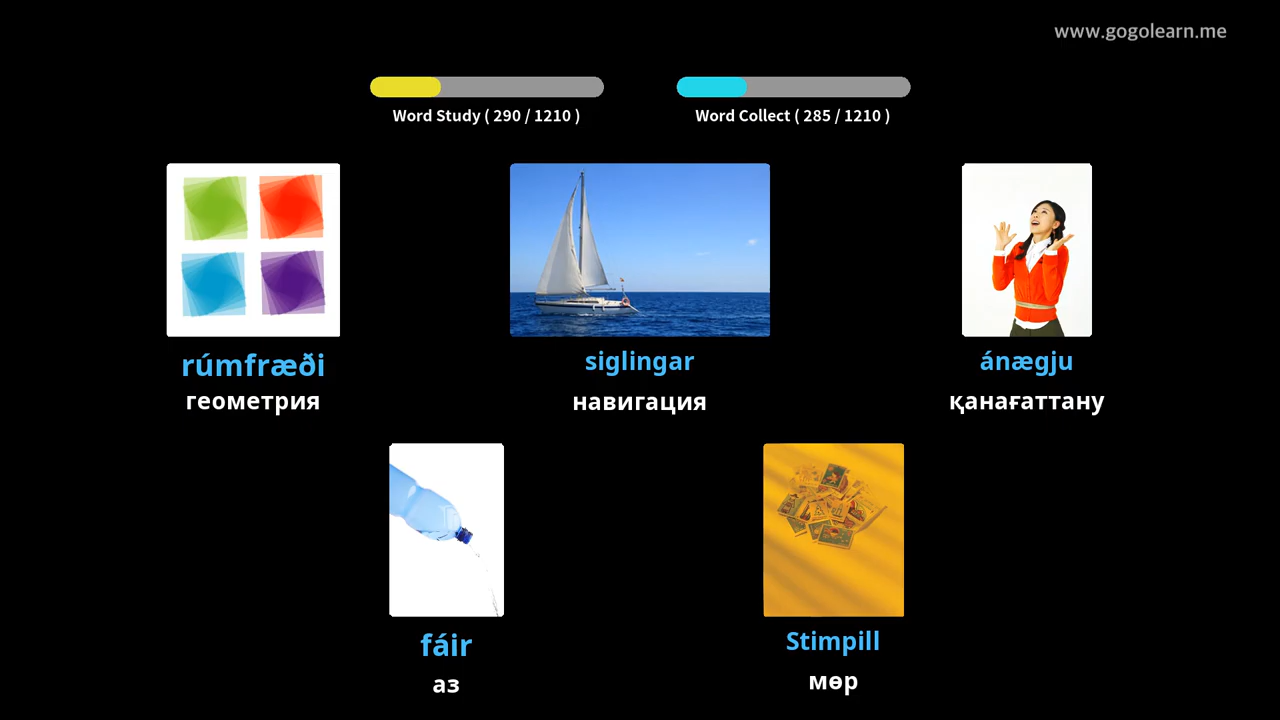 www.gogolearn.me
Word Study ( 290 / 1210 )
Word Collect ( 285 / 1210 )
rúmfræði
геометрия
siglingar
навигация
ánægju
қанағаттану
fáir
аз
Stimpill
мөр